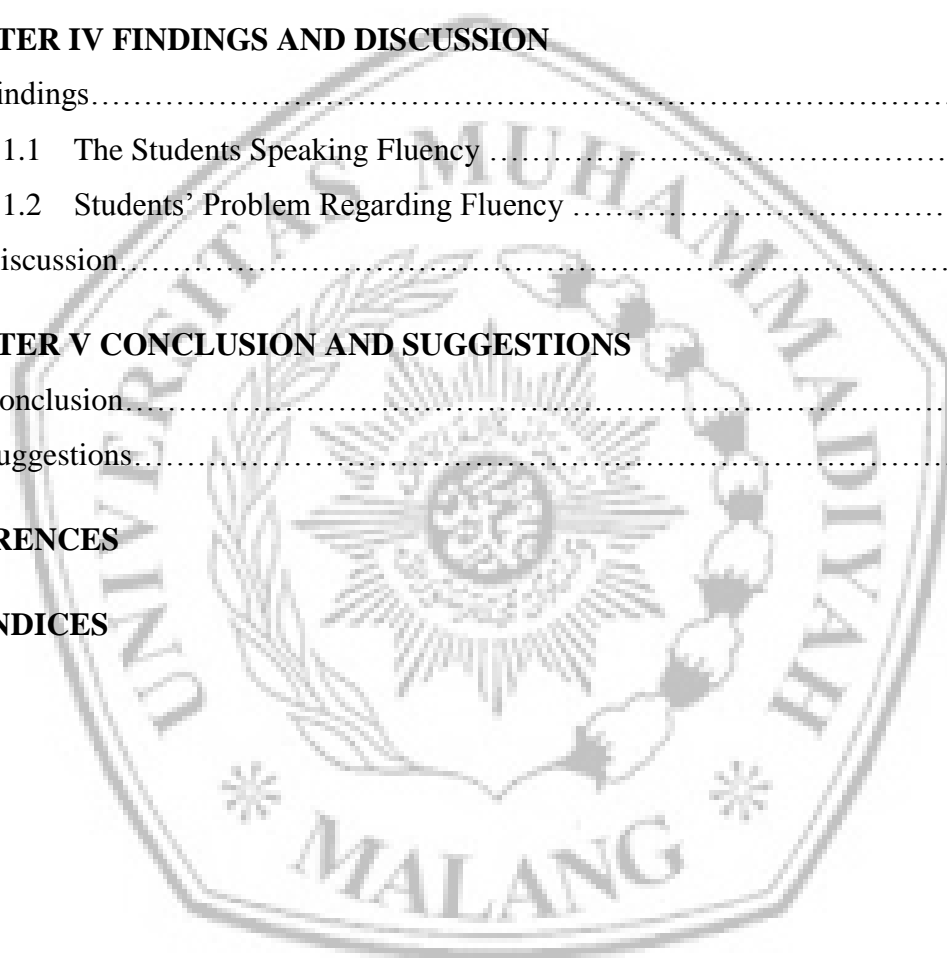 TER IV FINDINGS AND DISCUSSION
indings……………………………………………………………………
1.1 The Students Speaking Fluency ……………………………………
1.2 Students’ Problem Regarding Fluency ……………………………
iscussion…………………………………………………………………
TER V CONCLUSION AND SUGGESTIONS
onclusion…………………………………………………………………
uggestions………………………………………………………………
RENCES
NDICES
UNIVERSITAS MUHAMMADIYAH
MALANG